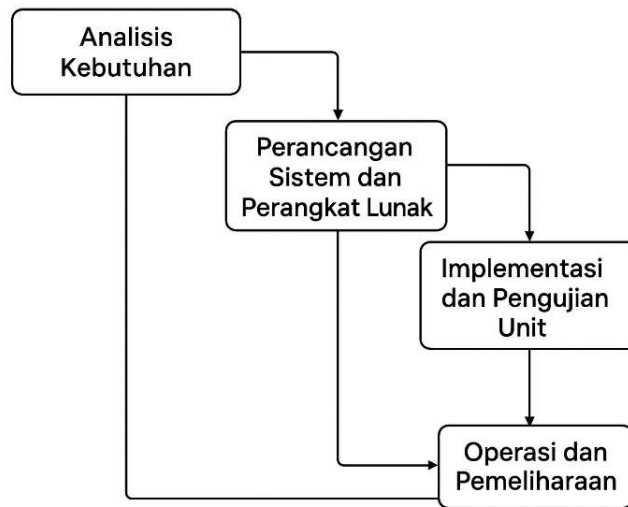 Analisis
Kebutuhan
Perancangan
Sistem dan
Perangkat Lunak
Implementasi
dan Pengujian
Unit
Operasi dan
Pemeliharaan